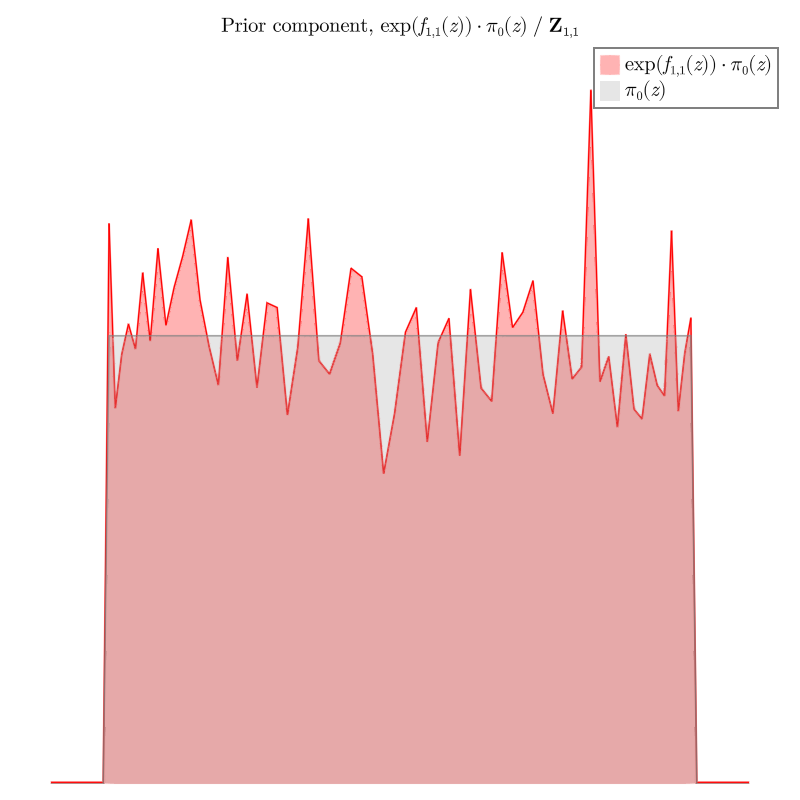 Prior component, exp(f₁,₁(z)) · π₀(z) / 𝐙₁,₁
exp(f₁,₁(z)) · π₀(z)
π₀(z)